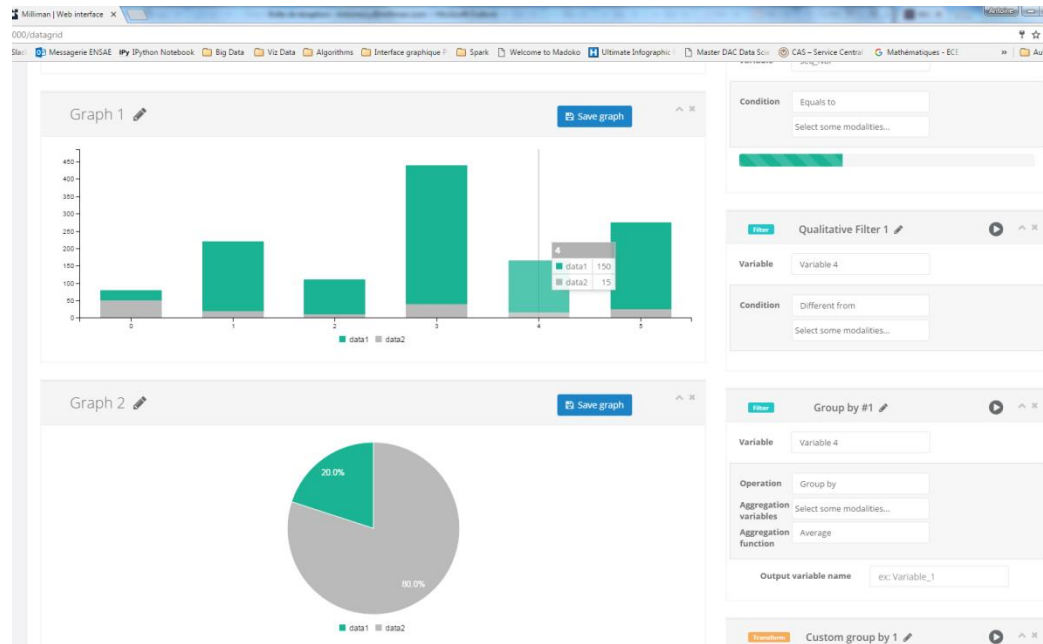 Milliman | Web interface
000/datagrid
Messagerie ENSAE IPy IPython Notebook Big Data Viz Data Algorithms Interface graphique Spark Welcome to Madoko Ultimate Infographic Master DAC Data CAS – Service Central Mathématiques - ECE » Au
Graph 1
Save graph
450
400
350
300
250
200
150
100
50
0
0 1 2 3 4 5
4
data1 150
data2 15
data1 data2
Graph 2
Save graph
20.0%
80.0%
data1 data2
Condition Equals to
Select some modalities...
Filter Qualitative Filter 1
Variable Variable 4
Condition Different from
Select some modalities...
Filter Group by #1
Variable Variable 4
Operation Group by
Aggregation variables Select some modalities...
Aggregation function Average
Output variable name ex: Variable_1
Transform Custom group by 1